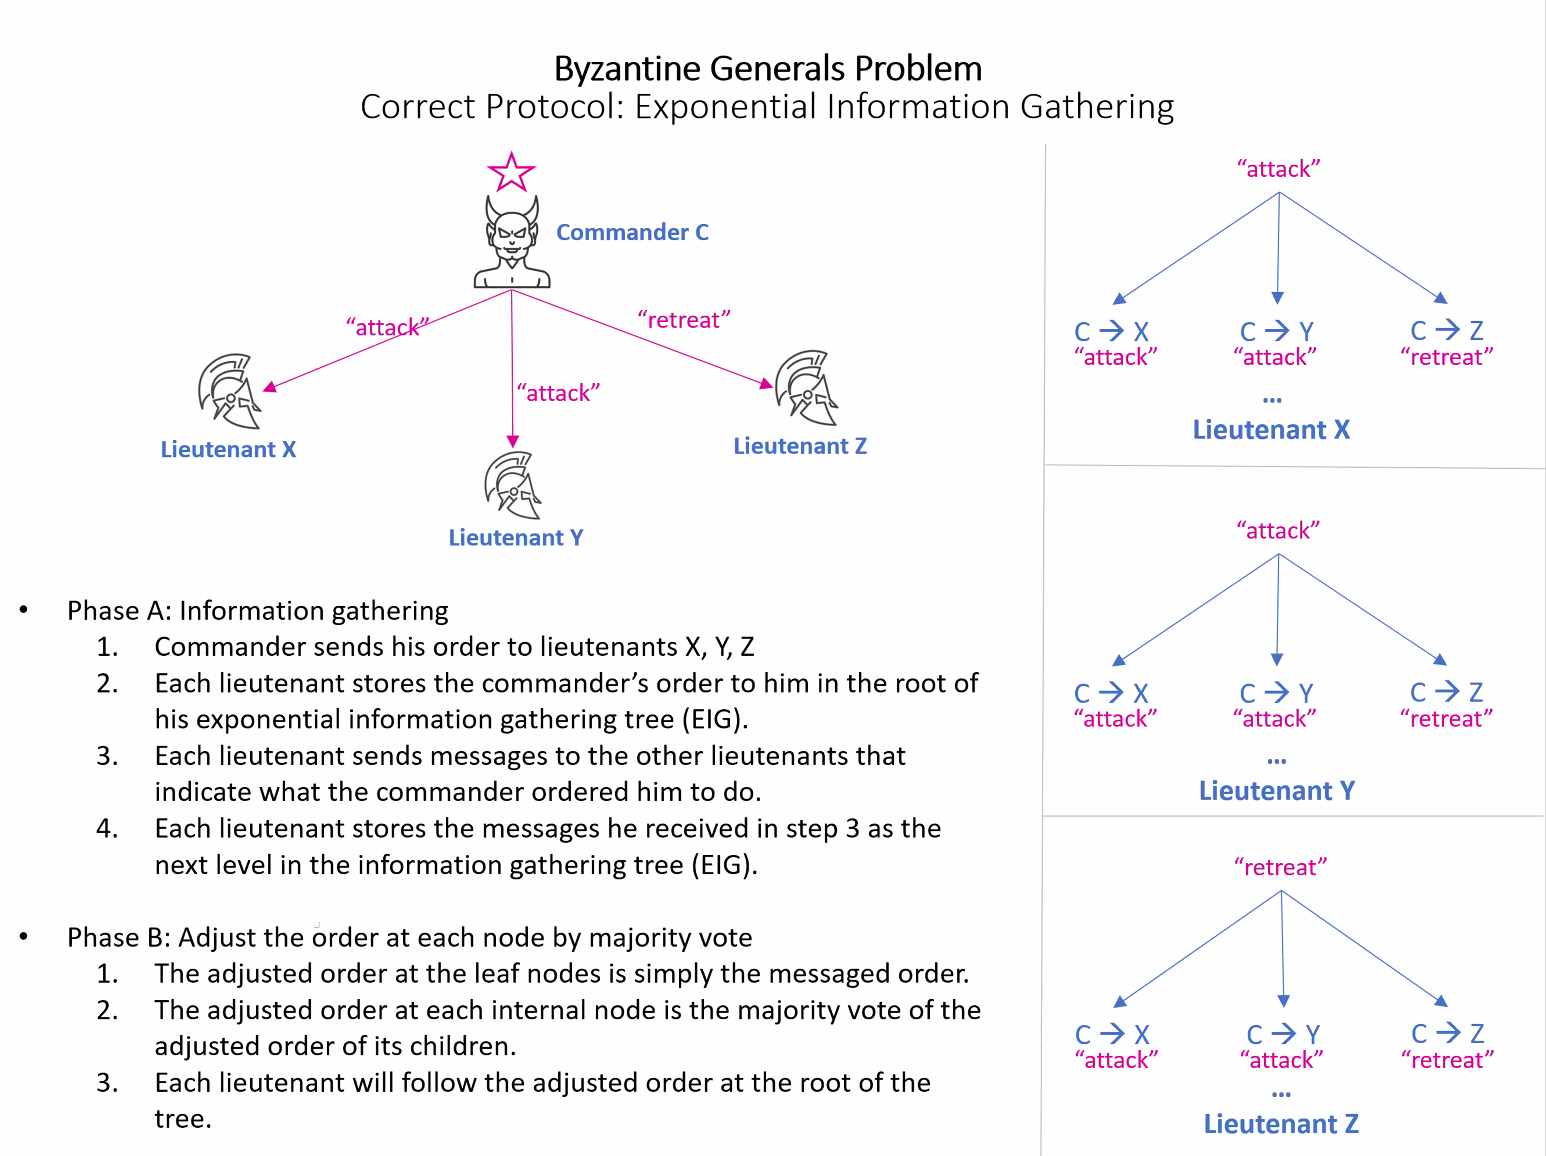 Byzantine Generals Problem
Correct Protocol: Exponential Information Gathering
Commander C
“attack”
“retreat”
“attack”
Lieutenant X
Lieutenant Z
Lieutenant Y
• Phase A: Information gathering
1. Commander sends his order to lieutenants X, Y, Z
2. Each lieutenant stores the commander’s order to him in the root of
his exponential information gathering tree (EIG).
3. Each lieutenant sends messages to the other lieutenants that
indicate what the commander ordered him to do.
4. Each lieutenant stores the messages he received in step 3 as the
next level in the information gathering tree (EIG).
• Phase B: Adjust the order at each node by majority vote
1. The adjusted order at the leaf nodes is simply the messaged order.
2. The adjusted order at each internal node is the majority vote of the
adjusted order of its children.
3. Each lieutenant will follow the adjusted order at the root of the
tree.
“attack”
C → X
“attack”
C → Y
“attack”
C → Z
“retreat”
...
Lieutenant X
“attack”
C → X
“attack”
C → Y
“attack”
C → Z
“retreat”
...
Lieutenant Y
“retreat”
C → X
“attack”
C → Y
“attack”
C → Z
“retreat”
...
Lieutenant Z